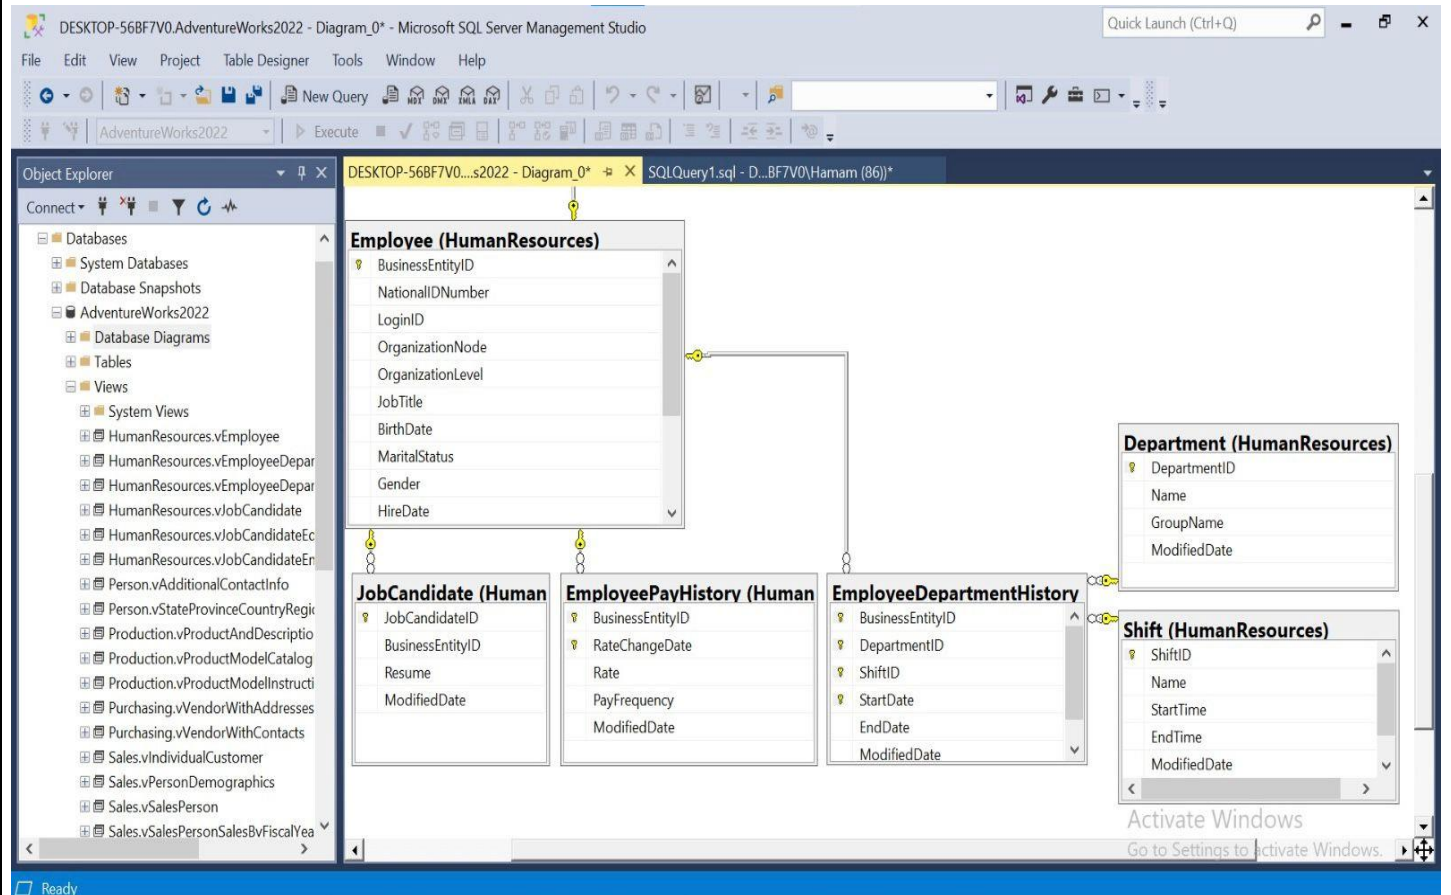 DESKTOP-56BF7V0.AdventureWorks2022 - Diagram_0* - Microsoft SQL Server Management Studio
Quick Launch (Ctrl+Q)
File Edit View Project Table Designer Tools Window Help
New Query MDX DMX XMLA DAX
AdventureWorks2022 Execute
Object Explorer
DESKTOP-56BF7V0....s2022 - Diagram_0*
SQLQuery1.sql - D...BF7V0\Hamam (86))*
Connect
Databases
System Databases
Database Snapshots
AdventureWorks2022
Database Diagrams
Tables
Views
System Views
HumanResources.vEmployee
HumanResources.vEmployeeDepar
HumanResources.vEmployeeDepar
HumanResources.vJobCandidate
HumanResources.vJobCandidateEd
HumanResources.vJobCandidateEm
Person.vAdditionalContactInfo
Person.vStateProvinceCountryRegio
Production.vProductAndDescriptio
Production.vProductModelCatalog
Production.vProductModelInstructi
Purchasing.vVendorWithAddresses
Purchasing.vVendorWithContacts
Sales.vIndividualCustomer
Sales.vPersonDemographics
Sales.vSalesPerson
Sales.vSalesPersonSalesByFiscalYea
Employee (HumanResources)
BusinessEntityID
NationalIDNumber
LoginID
OrganizationNode
OrganizationLevel
JobTitle
BirthDate
MaritalStatus
Gender
HireDate
JobCandidate (Human
JobCandidateID
BusinessEntityID
Resume
ModifiedDate
EmployeePayHistory (Human
BusinessEntityID
RateChangeDate
Rate
PayFrequency
ModifiedDate
EmployeeDepartmentHistory
BusinessEntityID
DepartmentID
ShiftID
StartDate
EndDate
ModifiedDate
Department (HumanResources)
DepartmentID
Name
GroupName
ModifiedDate
Shift (HumanResources)
ShiftID
Name
StartTime
EndTime
ModifiedDate
Activate Windows
Go to Settings to activate Windows.
Ready